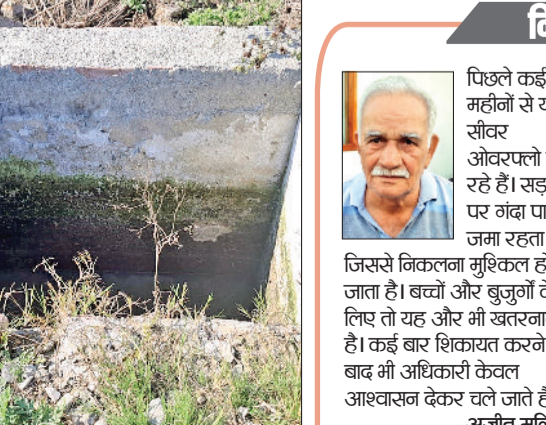 पिछले कई
महीनों से
सीवर
ओवरफ्लो
रहे हैं। सड़
पर गंदा पा
जमा रहता
जिससे निकलना मुश्किल हो
जाता है। बच्चों और बुजुर्गों के
लिए तो यह और भी खतरना
है। कई बार शिकायत करने
बाद भी अधिकारी केवल
आश्वासन देकर चले जाते हैं
-अजीत